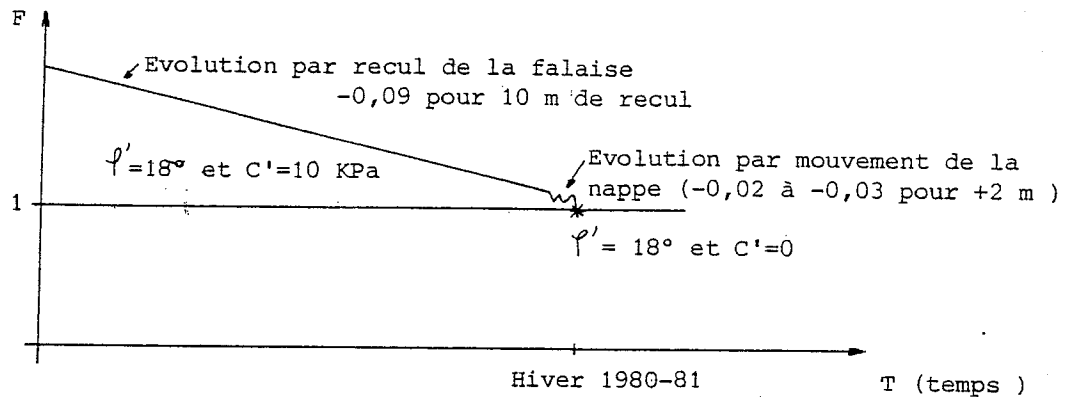 F
Evolution par recul de la falaise
-0,09 pour 10 m de recul
φ'=18° et C'=10 KPa
Evolution par mouvement de la
nappe (-0,02 à -0,03 pour +2 m )
1
φ'= 18° et C'=0
Hiver 1980-81
T (temps )